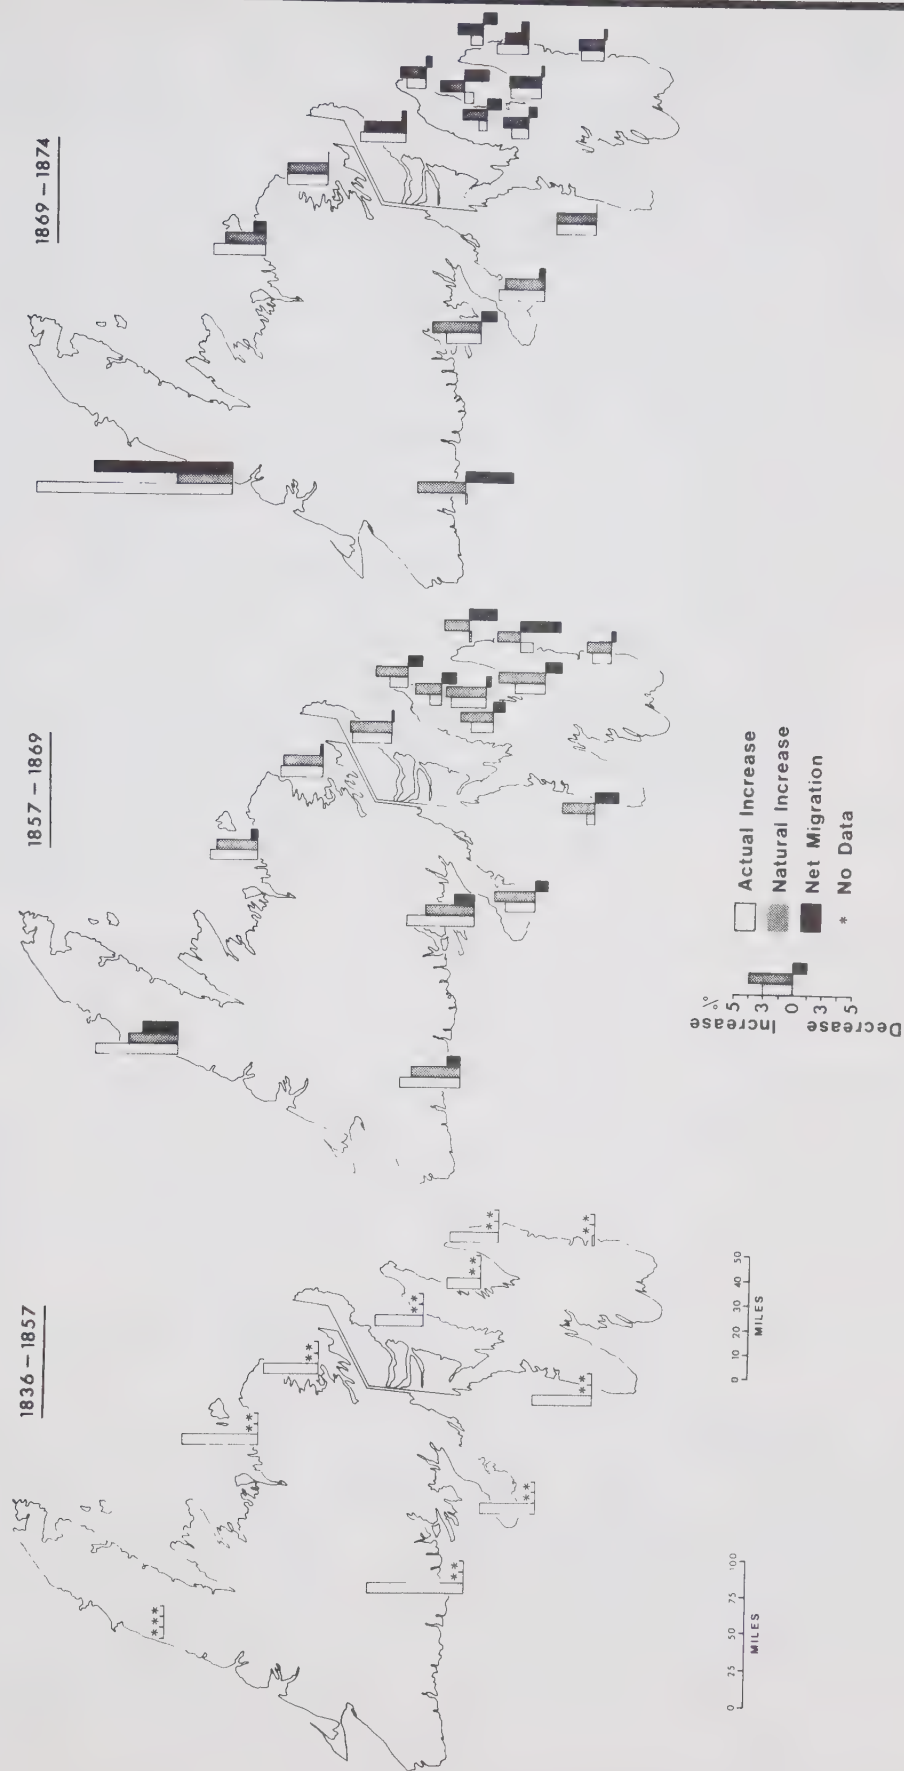 1836 – 1857
***
**
**
**
**
**
**
**
**
**
0 25 50 75 100
MILES
0 10 20 30 40 50
MILES
1857 – 1869
1869 – 1874
%
5
3
0
3
5
Increase
Decrease
Actual Increase
Natural Increase
Net Migration
* No Data